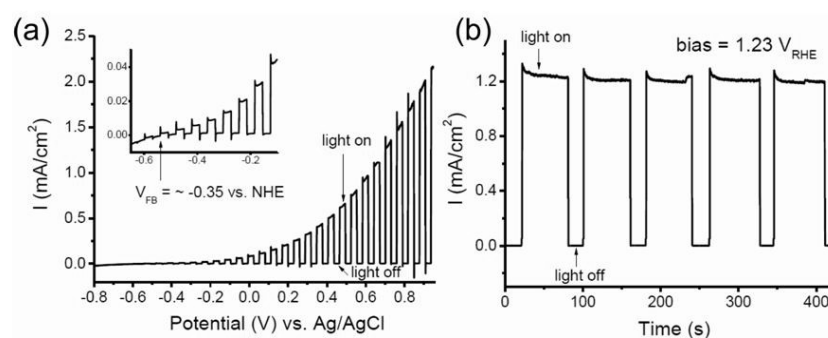 (a)
2.5
2.0
1.5
1.0
0.5
0.0
I (mA/cm²)
0.04
0.02
0.00
-0.6 -0.4 -0.2
V_FB = ~ -0.35 vs. NHE
light on
light off
-0.8 -0.6 -0.4 -0.2 0.0 0.2 0.4 0.6 0.8
Potential (V) vs. Ag/AgCl
(b)
light on
bias = 1.23 V_RHE
1.2
0.8
0.4
0.0
I (mA/cm²)
light off
0 100 200 300 400
Time (s)